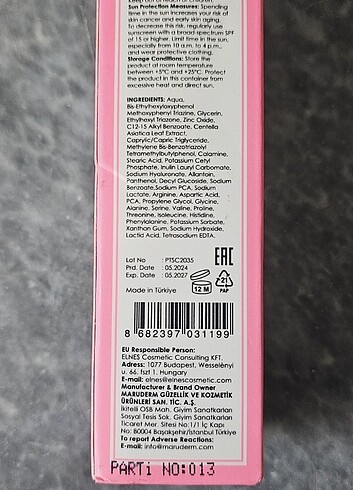 Keep out of reach of children.
Sun Protection Measures: Spending
time in the sun increases your risk of
skin cancer and early skin aging.
To decrease this risk, regularly use
sunscreen with a broad spectrum SPF
of 15 or higher. Limit time in the sun,
especially from 10 a.m. to 4 p.m.,
and wear protective clothing.
Storage Conditions: Store the
product at room temperature
between +5°C and +25°C. Protect
the product in this container from
excessive heat and direct sun.
INGREDIENTS: Aqua,
Bis-Ethylhexyloxyphenol
Methoxyphenyl Triazine, Glycerin,
Ethylhexyl Triazone, Zinc Oxide,
C12-15 Alkyl Benzoate, Centella
Asiatica Leaf Extract,
Caprylic/Capric Triglyceride,
Methylene Bis-Benzotriazolyl
Tetramethylbutylphenol, Calamine,
Stearic Acid, Potassium Cetyl
Phosphate, Inulin Lauryl Carbamate,
Sodium Hyaluronate, Allantoin,
Panthenol, Decyl Glucoside, Sodium
Benzoate,Sodium PCA, Sodium
Lactate, Arginine, Aspartic Acid,
PCA, Propylene Glycol, Glycine,
Alanine, Serine, Valine, Proline,
Threonine, Isoleucine, Histidine,
Phenylalanine, Potassium Sorbate,
Xanthan Gum, Sodium Hydroxide,
Lactic Acid, Tetrasodium EDTA.
Lot No : PTSC2035
Prd. Date : 05.2024
Exp. Date : 05.2027
Made in Türkiye
EAC
12 M
21
PAP
8 682397 031199
EU Responsible Person:
ELNES Cosmetic Consulting KFT.
Adress: 1077 Budapest, Wesselényi
u. 66. fszt 1. Hungary
E-mail: elnes@elnescosmetic.com
Manufacturer & Brand Owner
MARUDERM GÜZELLİK VE KOZMETİK
ÜRÜNLERİ SAN. TİC. A.Ş.
İkitelli OSB Mah. Giyim Sanatkarları
Sosyal Tesis Sok. Giyim Sanatkarları
Ticaret Mer. Sitesi No:1/1 İç Kapı
No: B0004 Başakşehir/İstanbul Türkiye
To report Adverse Reactions:
E-mail: info@maruderm.com
PARTİ NO:013